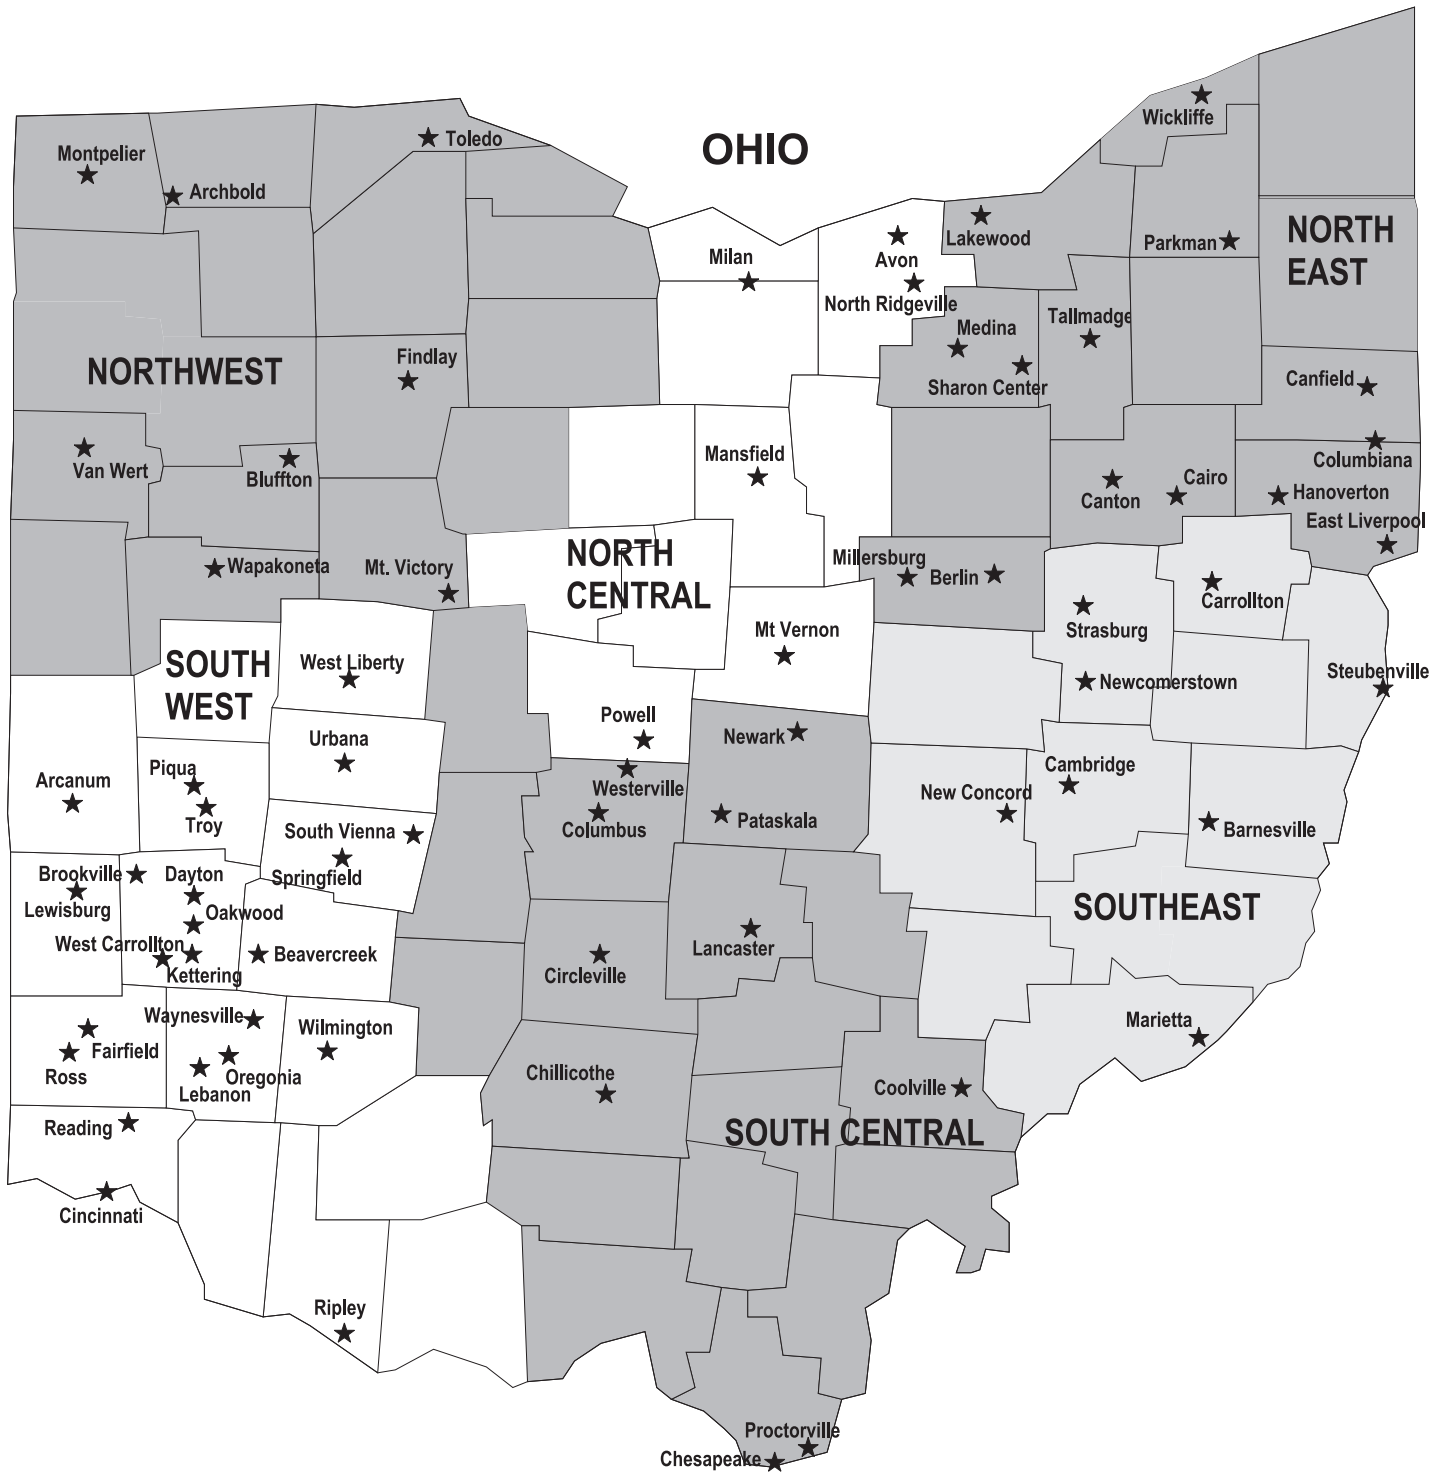 OHIO
Wickliffe
Toledo
Montpelier
Archbold
Lakewood
NORTH
EAST
Parkman
Avon
Milan
North Ridgeville
Medina
Tallmadge
Findlay
NORTHWEST
Sharon Center
Canfield
Mansfield
Columbiana
Van Wert
Bluffton
Cairo
Canton
Hanoverton
East Liverpool
NORTH
CENTRAL
Millersburg
Berlin
Wapakoneta
Mt. Victory
Carrollton
Strasburg
Mt Vernon
SOUTH
WEST
West Liberty
Steubenville
Newcomerstown
Powell
Newark
Urbana
Piqua
Cambridge
Arcanum
Westerville
New Concord
Troy
South Vienna
Columbus
Pataskala
Barnesville
Brookville
Dayton
Springfield
Lewisburg
Oakwood
SOUTHEAST
West Carrollton
Beavercreek
Lancaster
Kettering
Circleville
Waynesville
Wilmington
Marietta
Fairfield
Ross
Oregonia
Lebanon
Chillicothe
Coolville
Reading
SOUTH CENTRAL
Cincinnati
Ripley
Proctorville
Chesapeake